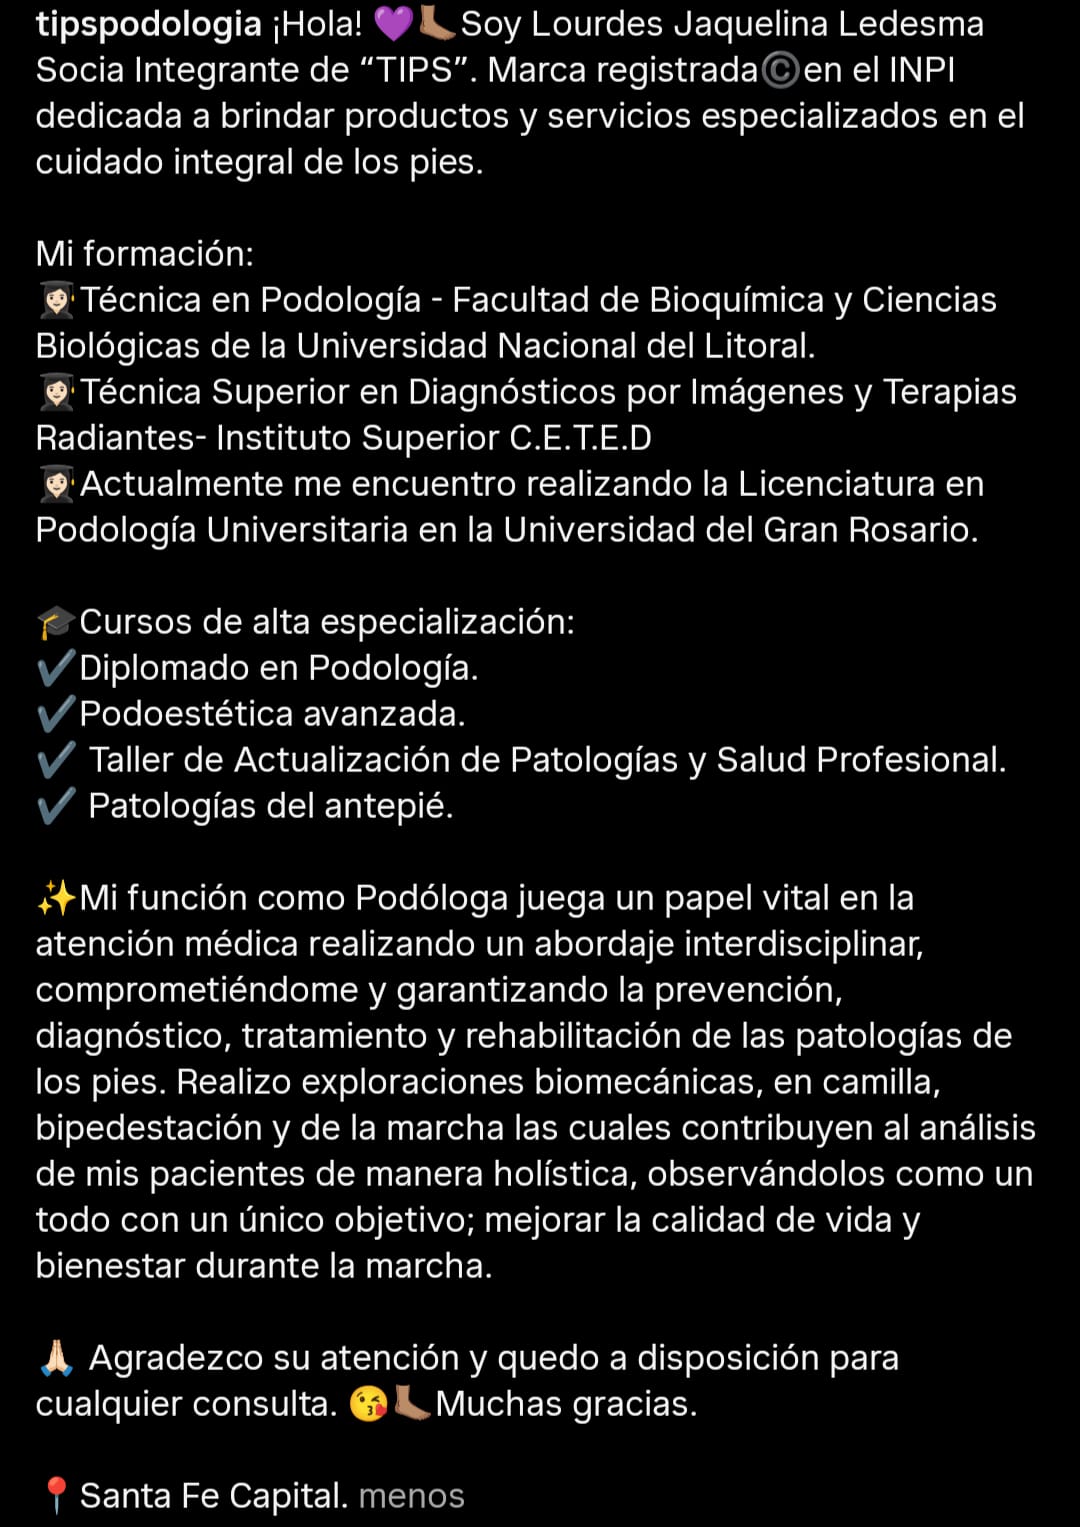 tipspodologia ¡Hola! 💜🦶🏽Soy Lourdes Jaquelina Ledesma
Socia Integrante de “TIPS”. Marca registrada©️en el INPI
dedicada a brindar productos y servicios especializados en el
cuidado integral de los pies.

Mi formación:
👩🏻‍🎓Técnica en Podología - Facultad de Bioquímica y Ciencias
Biológicas de la Universidad Nacional del Litoral.
👩🏻‍🎓Técnica Superior en Diagnósticos por Imágenes y Terapias
Radiantes- Instituto Superior C.E.T.E.D
👩🏻‍🎓Actualmente me encuentro realizando la Licenciatura en
Podología Universitaria en la Universidad del Gran Rosario.

🎓Cursos de alta especialización:
✔️Diplomado en Podología.
✔️Podoestética avanzada.
✔️ Taller de Actualización de Patologías y Salud Profesional.
✔️ Patologías del antepié.

✨Mi función como Podóloga juega un papel vital en la
atención médica realizando un abordaje interdisciplinar,
comprometiéndome y garantizando la prevención,
diagnóstico, tratamiento y rehabilitación de las patologías de
los pies. Realizo exploraciones biomecánicas, en camilla,
bipedestación y de la marcha las cuales contribuyen al análisis
de mis pacientes de manera holística, observándolos como un
todo con un único objetivo; mejorar la calidad de vida y
bienestar durante la marcha.

🙏🏻 Agradezco su atención y quedo a disposición para
cualquier consulta. 😘🦶🏽Muchas gracias.

📍Santa Fe Capital. menos